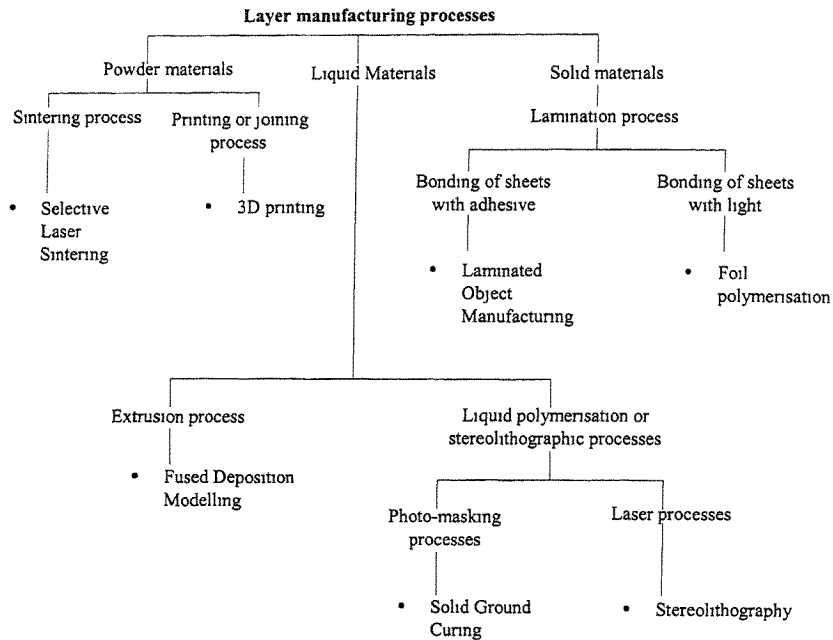 Layer manufacturing processes
Powder materials
Liquid Materials
Solid materials
Sintering process
Printing or joining
process
Lamination process
• Selective
Laser
Sintering
• 3D printing
Bonding of sheets
with adhesive
Bonding of sheets
with light
• Laminated
Object
Manufacturing
• Foil
polymerisation
Extrusion process
Liquid polymerisation or
stereolithographic processes
• Fused Deposition
Modelling
Photo-masking
processes
Laser processes
• Solid Ground
Curing
• Stereolithography